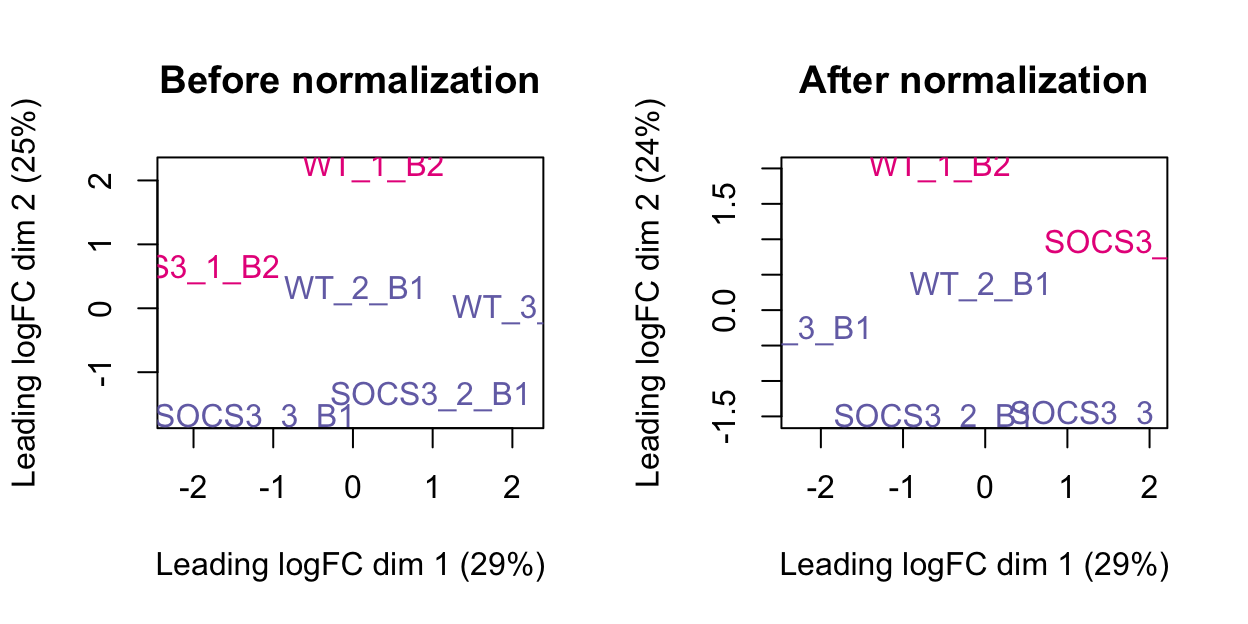 Before normalization
Leading logFC dim 2 (25%)
2
1
0
-1
WT_1_B2
S3_1_B2
WT_2_B1
WT_3_
SOCS3_2_B1
SOCS3_3_B1
-2 -1 0 1 2
Leading logFC dim 1 (29%)
After normalization
Leading logFC dim 2 (24%)
1.5
0.0
-1.5
WT_1_B2
SOCS3_
WT_2_B1
_3_B1
SOCS3_2_B1
SOCS3_3
-2 -1 0 1 2
Leading logFC dim 1 (29%)